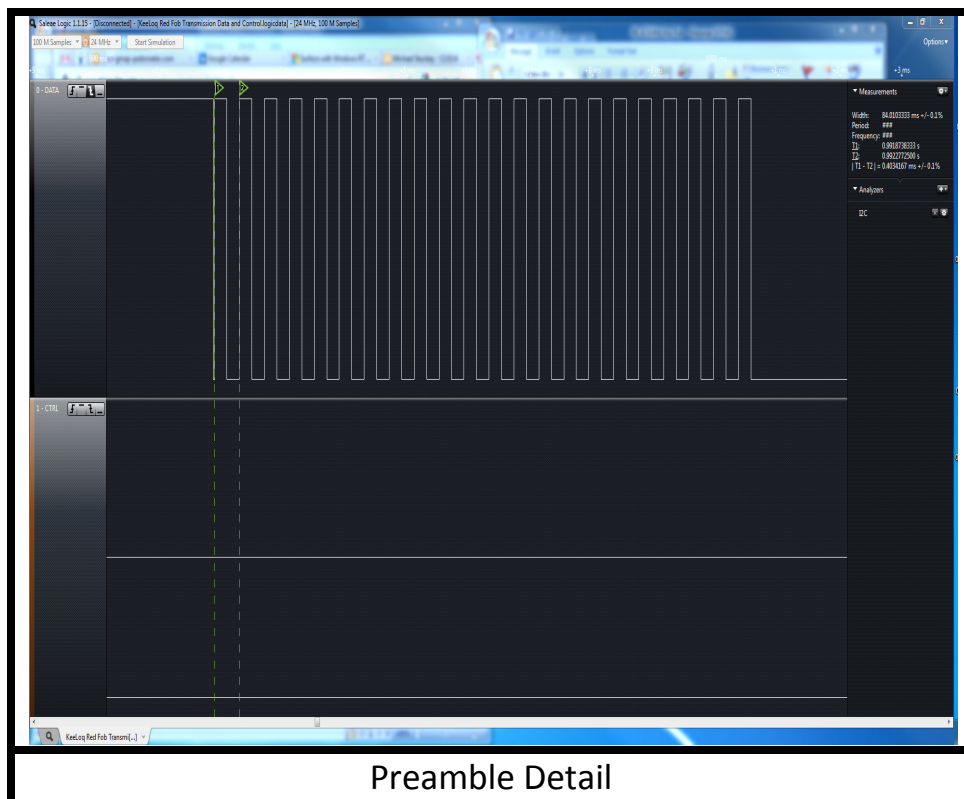 Saleae Logic 1.1.15 - [Disconnected] - [KeeLoq Red Fob Transmission Data and Control.logicdata] - [24 MHz, 100 M Samples]
100 M Samples 24 MHz Start Simulation
Options
+3 ms
0 - DATA
1 2
Measurements
Width: 84.0103333 ms +/- 0.1%
Period: ###
Frequency: ###
T1: 0.9918738333 s
T2: 0.9922772500 s
| T1 - T2 | = 0.4034167 ms +/- 0.1%
Analyzers
I2C
1 - CTRL
KeeLoq Red Fob Transmi[...]
Preamble Detail